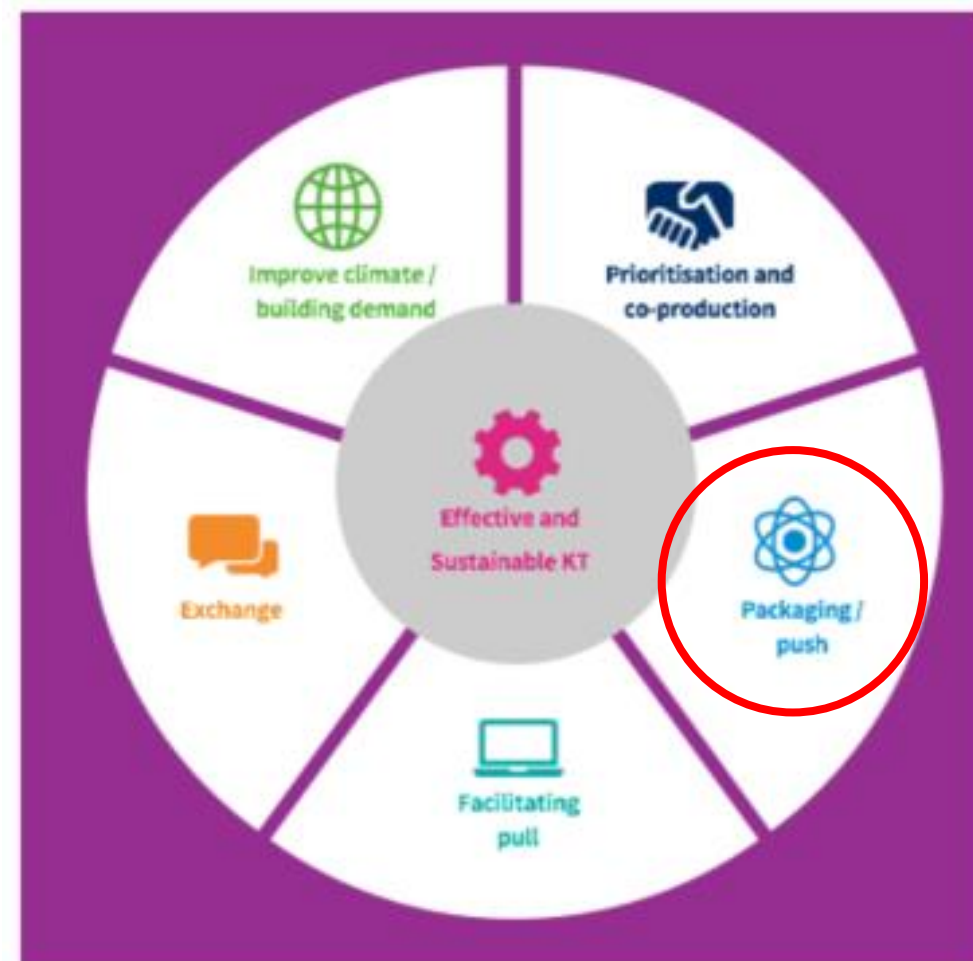 Improve climate /
building demand
Prioritisation and
co-production
Effective and
Sustainable KT
Exchange
Packaging /
push
Facilitating
pull